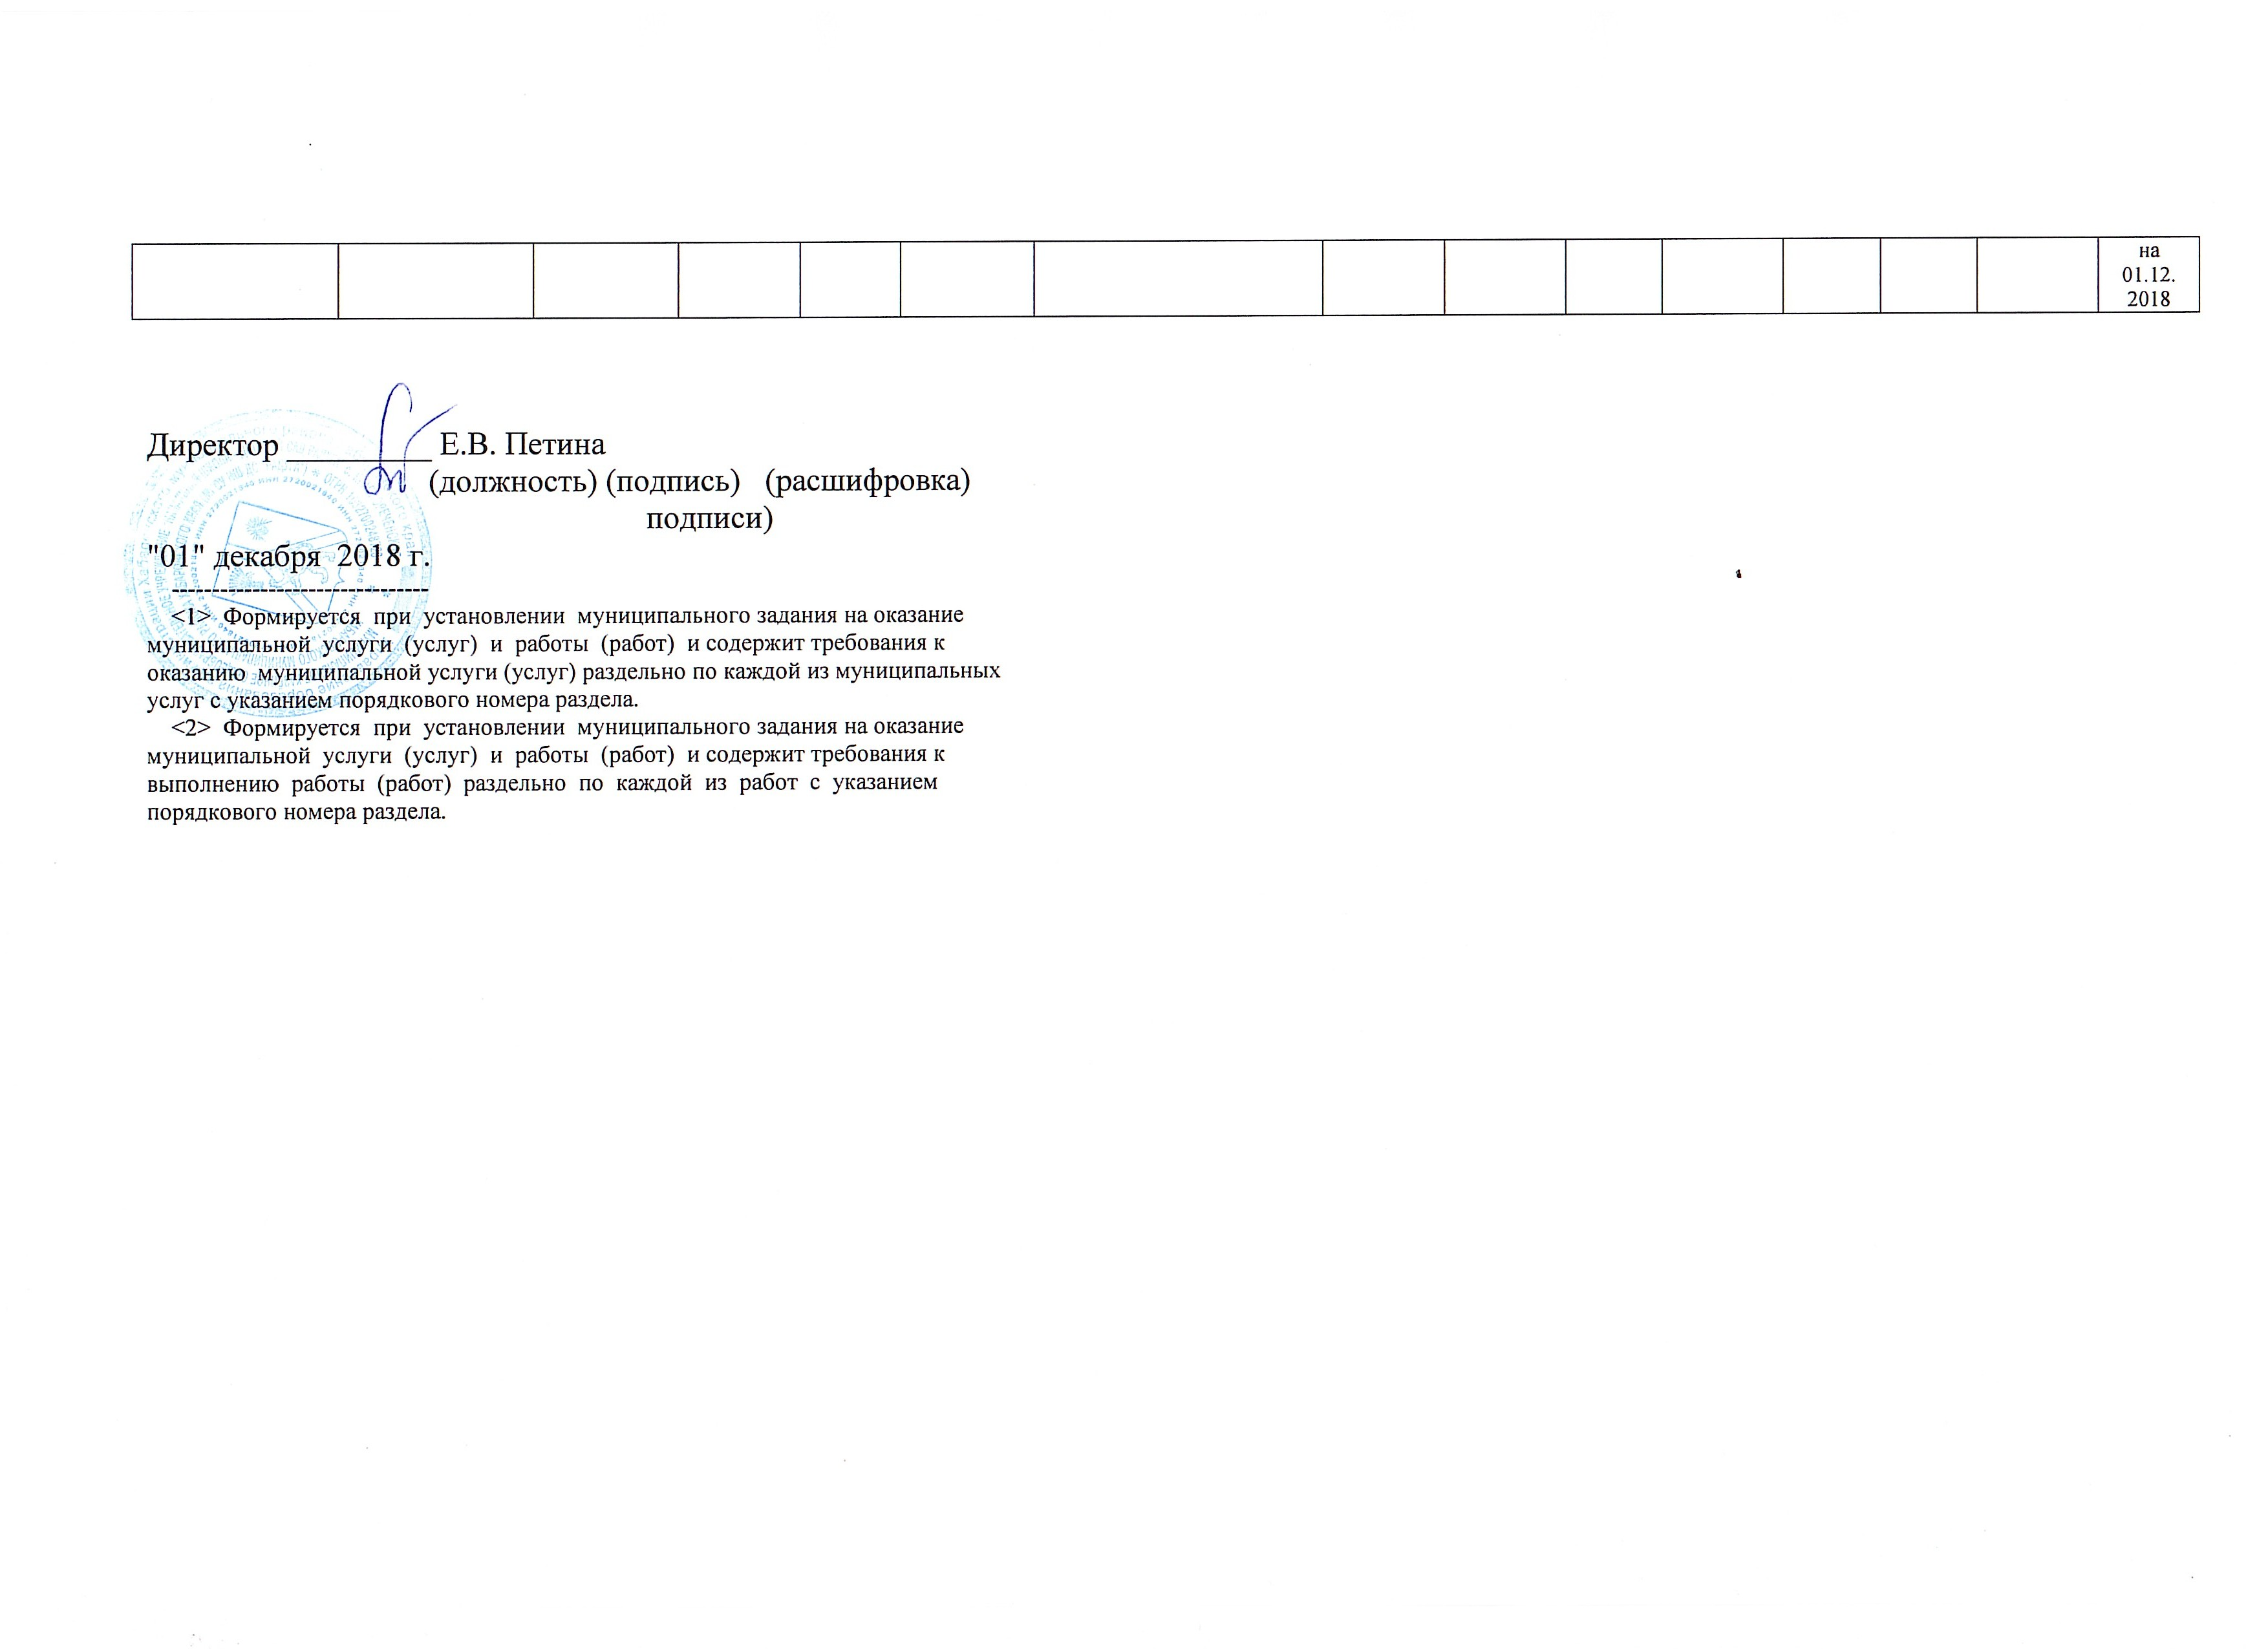 на
01.12.
2018
Директор _________ Е.В. Петина
(должность) (подпись) (расшифровка)
подписи)
"01" декабря 2018 г.
------------------------------
<1> Формируется при установлении муниципального задания на оказание
муниципальной услуги (услуг) и работы (работ) и содержит требования к
оказанию муниципальной услуги (услуг) раздельно по каждой из муниципальных
услуг с указанием порядкового номера раздела.
<2> Формируется при установлении муниципального задания на оказание
муниципальной услуги (услуг) и работы (работ) и содержит требования к
выполнению работы (работ) раздельно по каждой из работ с указанием
порядкового номера раздела.